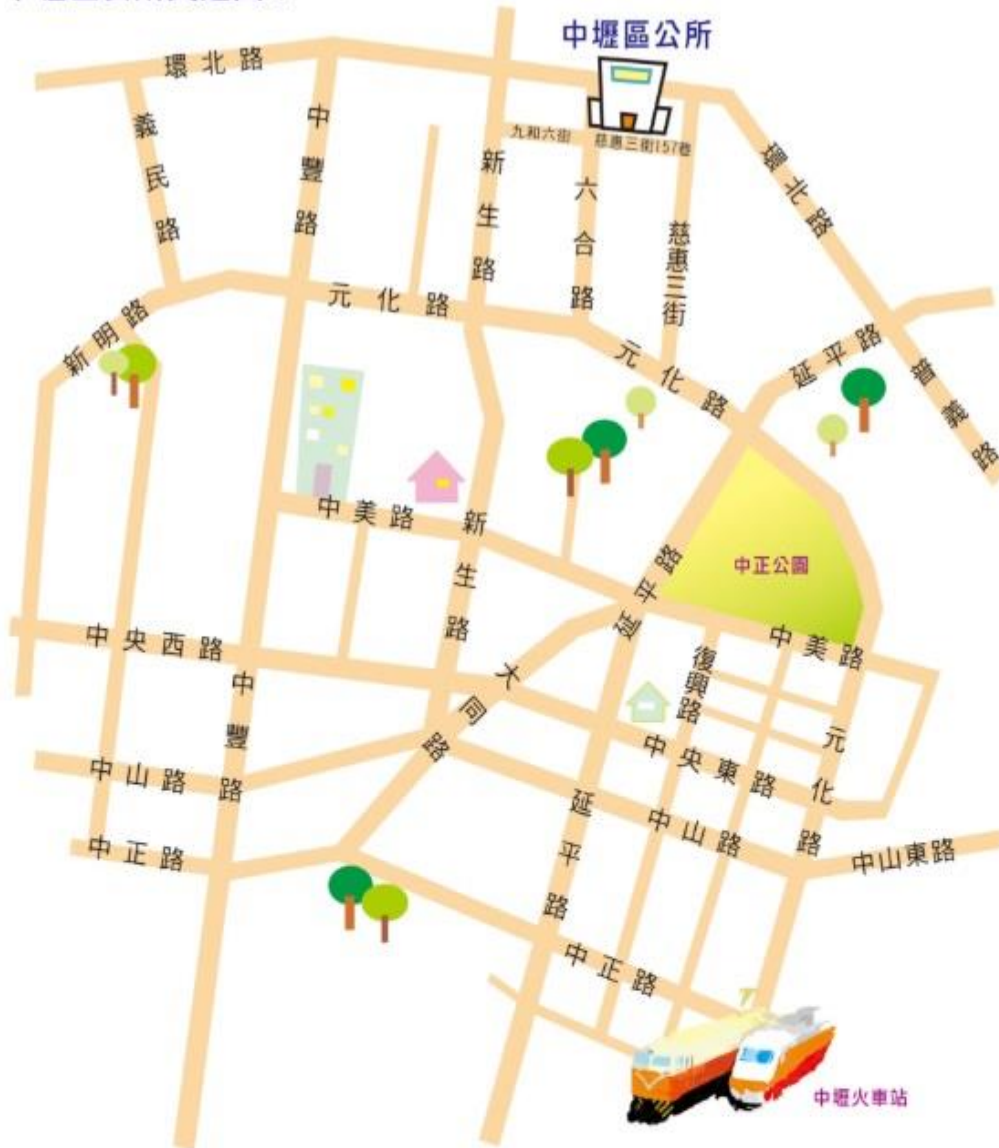 中壢區公所
環北路
義民路
中豐路
九和六街
慈惠三街157巷
新生路
六合路
慈惠三街
環北路
元化路
新明路
元化路
延平路
普義路
中美路
新生路
延平路
中正公園
中美路
中央西路
中豐路
大同路
復興路
中央東路
元化路
中山路
延平路
中山路
中山東路
中正路
中正路
中壢火車站